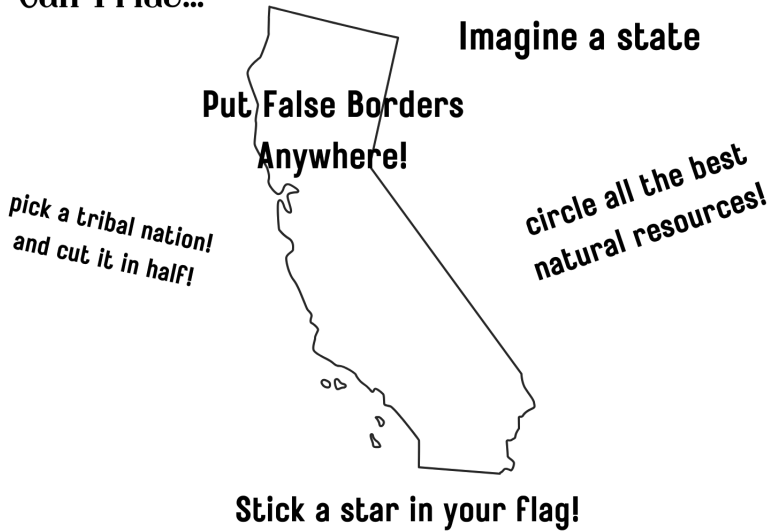 Imagine a state
Put False Borders
Anywhere!
circle all the best
natural resources!
pick a tribal nation!
and cut it in half!
Stick a star in your flag!